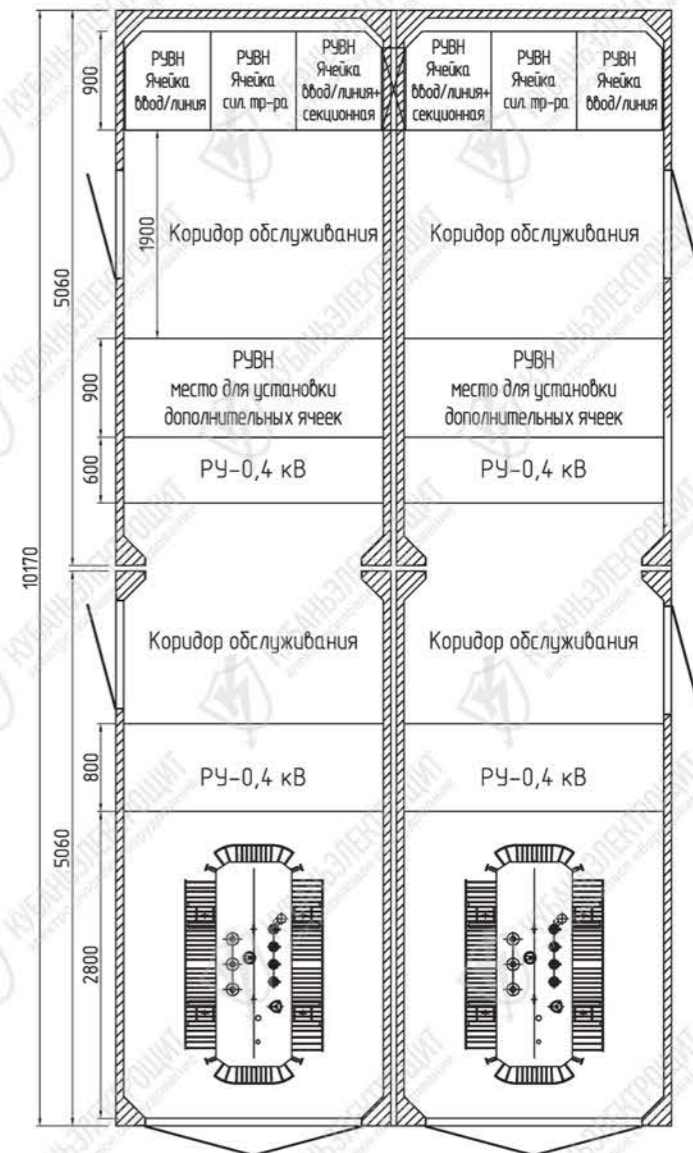 РУВН
Ячейка
ввод/линия
РУВН
Ячейка
сил. тр-ра
РУВН
Ячейка
ввод/линия+
секционная
РУВН
Ячейка
ввод/линия+
секционная
РУВН
Ячейка
сил. тр-ра
РУВН
Ячейка
ввод/линия
900
1900
Коридор обслуживания
Коридор обслуживания
5060
900
РУВН
место для установки
дополнительных ячеек
РУВН
место для установки
дополнительных ячеек
600
РУ-0,4 кВ
РУ-0,4 кВ
10170
Коридор обслуживания
Коридор обслуживания
800
РУ-0,4 кВ
РУ-0,4 кВ
5060
2800
КУБАНЬЭЛЕКТРОЩИТ